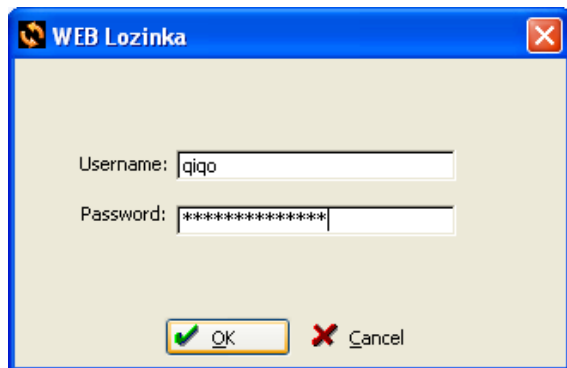 WEB Lozinka
Username: qiqo
Password: **************
OK Cancel